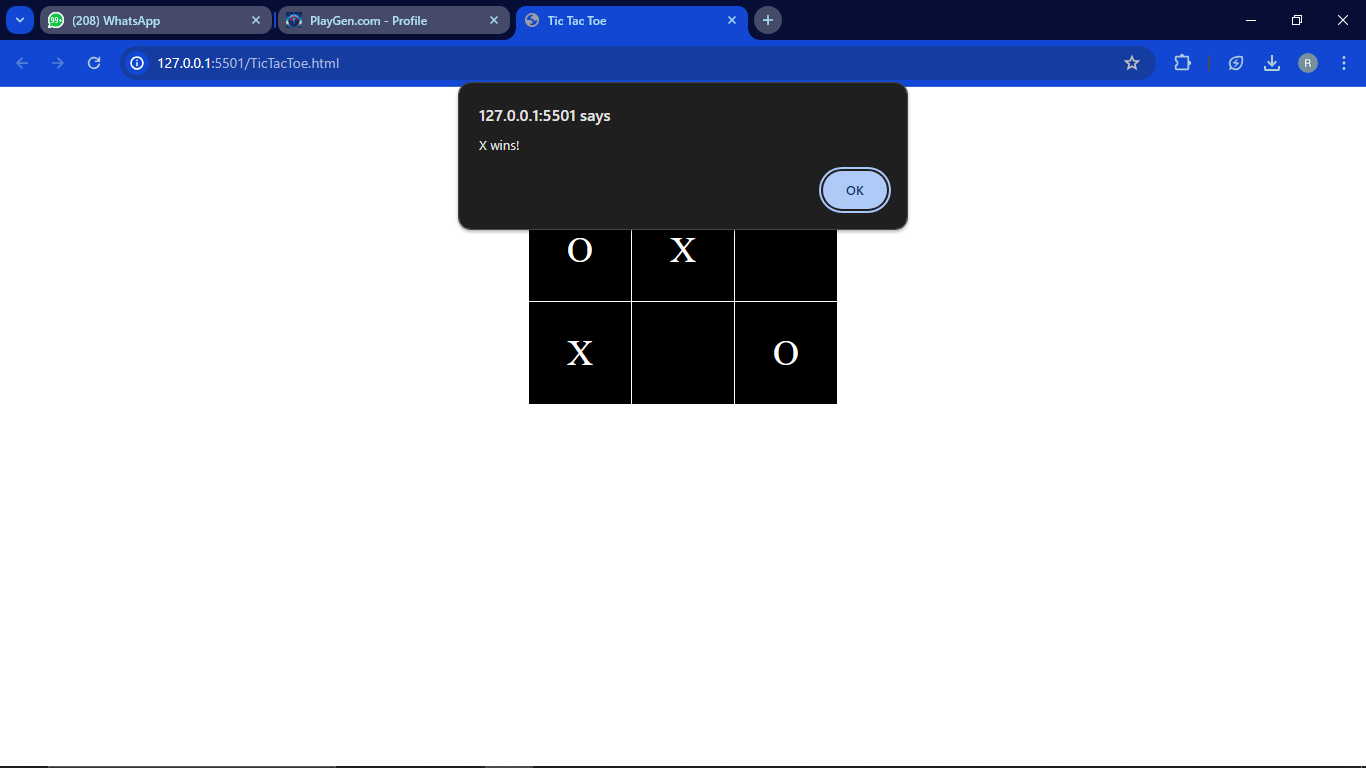 99+
(208) WhatsApp
PlayGen.com - Profile
Tic Tac Toe
127.0.0.1:5501/TicTacToe.html
R
127.0.0.1:5501 says
X wins!
OK
O X
X O